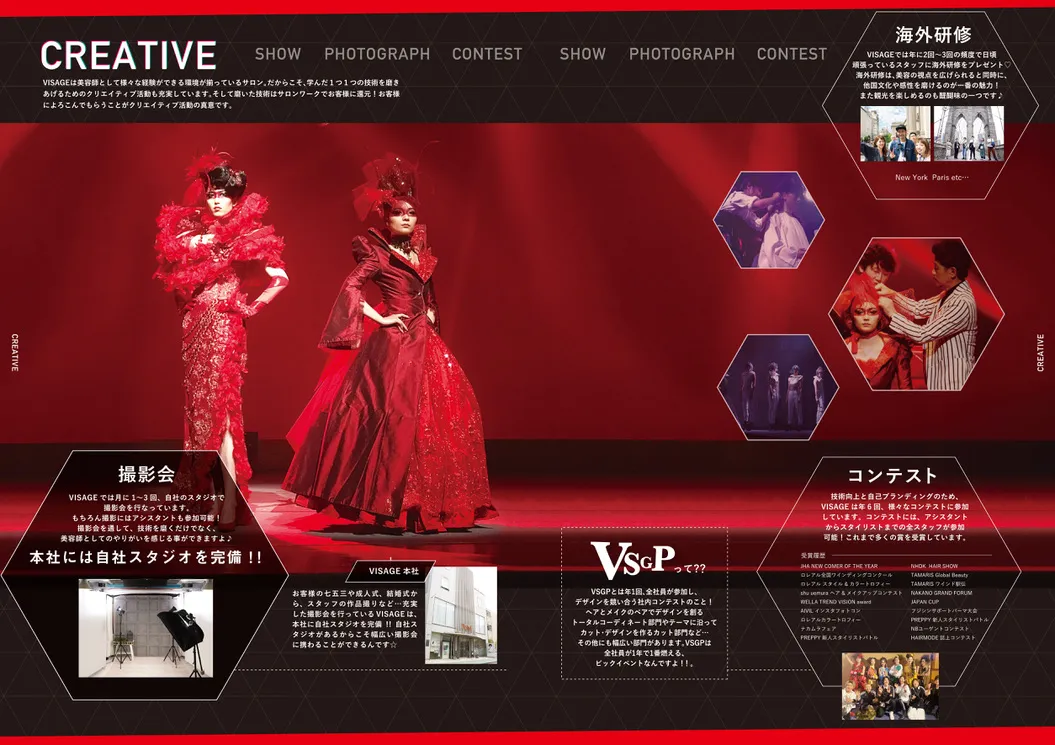 CREATIVE
SHOW PHOTOGRAPH CONTEST SHOW PHOTOGRAPH CONTEST
VISAGEは美容師として様々な経験ができる環境が揃っているサロン。だからこそ、学んだ１つ１つの技術を磨き
あげるためのクリエイティブ活動も充実しています。そして磨いた技術はサロンワークでお客様に還元！お客様
によろこんでもらうことがクリエイティブ活動の真意です。
海外研修
VISAGEでは年に2回〜3回の頻度で日頃
頑張っているスタッフに海外研修をプレゼント♡
海外研修は、美容の視点を広げられると同時に、
他国文化や感性を磨けるのが一番の魅力！
また観光を楽しめるのも醍醐味の一つです♪
New York Paris etc…
CREATIVE
CREATIVE
撮影会
VISAGE では月に 1〜3 回、自社のスタジオで
撮影会を行なっています。
もちろん撮影にはアシスタントも参加可能！
撮影会を通して、技術を磨くだけでなく、
美容師としてのやりがいを感じる事ができますよ♪
本社には自社スタジオを完備 !!
VISAGE 本社
お客様の七五三や成人式、結婚式か
ら、スタッフの作品撮りなど…充実
した撮影会を行っている VISAGE は、
本社に自社スタジオを完備 !! 自社ス
タジオがあるからこそ幅広い撮影会
に携わることができるんです☆
VSGPって??
VSGPとは年1回、全社員が参加し、
デザインを競い合う社内コンテストのこと！
ヘアとメイクのペアでデザインを創る
トータルコーディネート部門やテーマに沿って
カット・デザインを作るカット部門など…
その他にも幅広い部門があります。VSGPは
全社員が1年で1番燃える、
ビックイベントなんですよ！！。
コンテスト
技術向上と自己ブランディングのため、
VISAGE は年 6 回、様々なコンテストに参加
しています。コンテストには、アシスタント
からスタイリストまでの全スタッフが参加
可能！これまで多くの賞を受賞しています。
受賞履歴
JHA NEW COMER OF THE YEAR
ロレアル全国ワインディングコンクール
ロレアル スタイル & カラートロフィー
shu uemura ヘア & メイクアップコンテスト
WELLA TREND VISION award
AIVIL インスタフォトコン
ロレアルカラートロフィー
ナカムラフェア
PREPPY 新人スタイリストバトル
NHDK HAIR SHOW
TAMARIS Global Beauty
TAMARIS ワインド駅伝
NAKANO GRAND FORUM
JAPAN CUP
フジシンサポートパーマ大会
PREPPY 新人スタイリストバトル
NBユーゲントコンテスト
HAIRMODE 誌上コンテスト